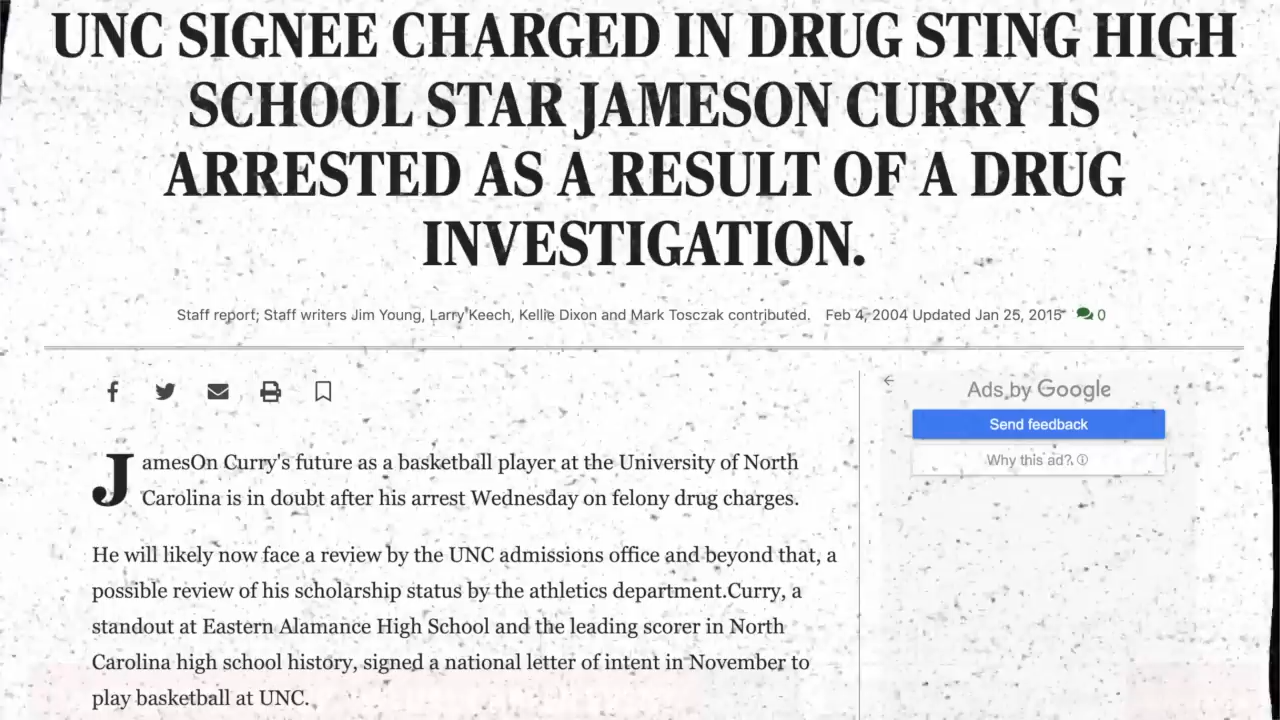 UNC SIGNEE CHARGED IN DRUG STING HIGH
SCHOOL STAR JAMESON CURRY IS
ARRESTED AS A RESULT OF A DRUG
INVESTIGATION.
Staff report; Staff writers Jim Young, Larry Keech, Kellie Dixon and Mark Tosczak contributed. Feb 4, 2004 Updated Jan 25, 2015 0
Ads by Google
Send feedback
Why this ad?
JamesOn Curry's future as a basketball player at the University of North
Carolina is in doubt after his arrest Wednesday on felony drug charges.
He will likely now face a review by the UNC admissions office and beyond that, a
possible review of his scholarship status by the athletics department.Curry, a
standout at Eastern Alamance High School and the leading scorer in North
Carolina high school history, signed a national letter of intent in November to
play basketball at UNC.